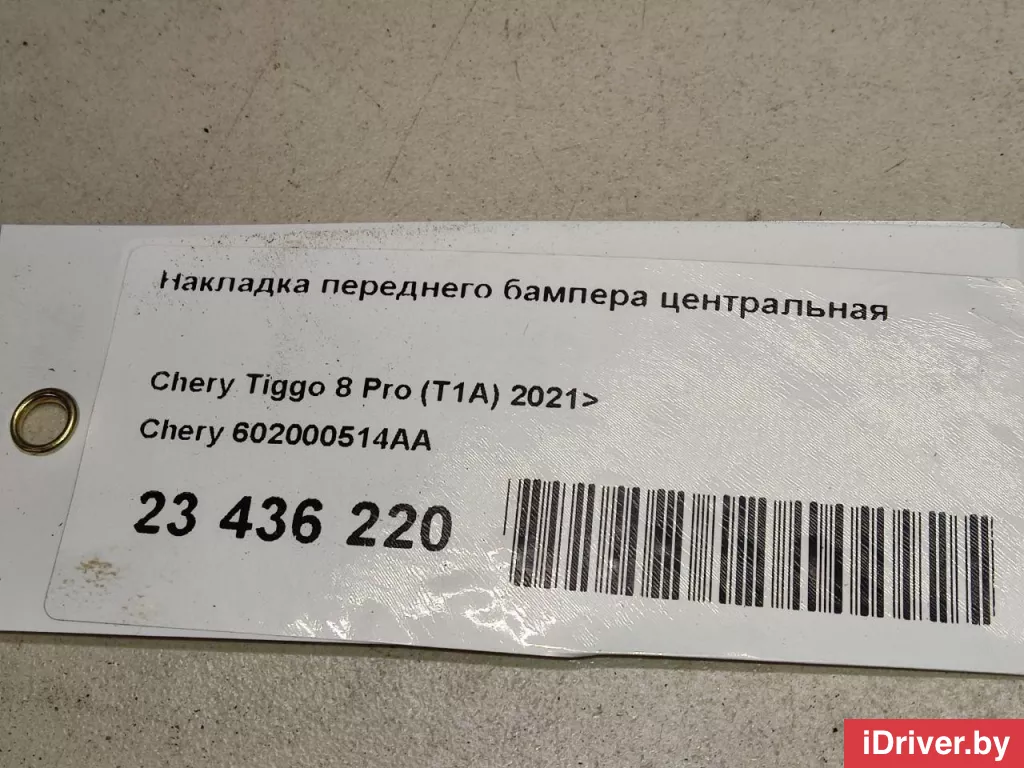 Накладка переднего бампера центральная
Chery Tiggo 8 Pro (T1A) 2021>
Chery 602000514AA
23 436 220
iDriver.by